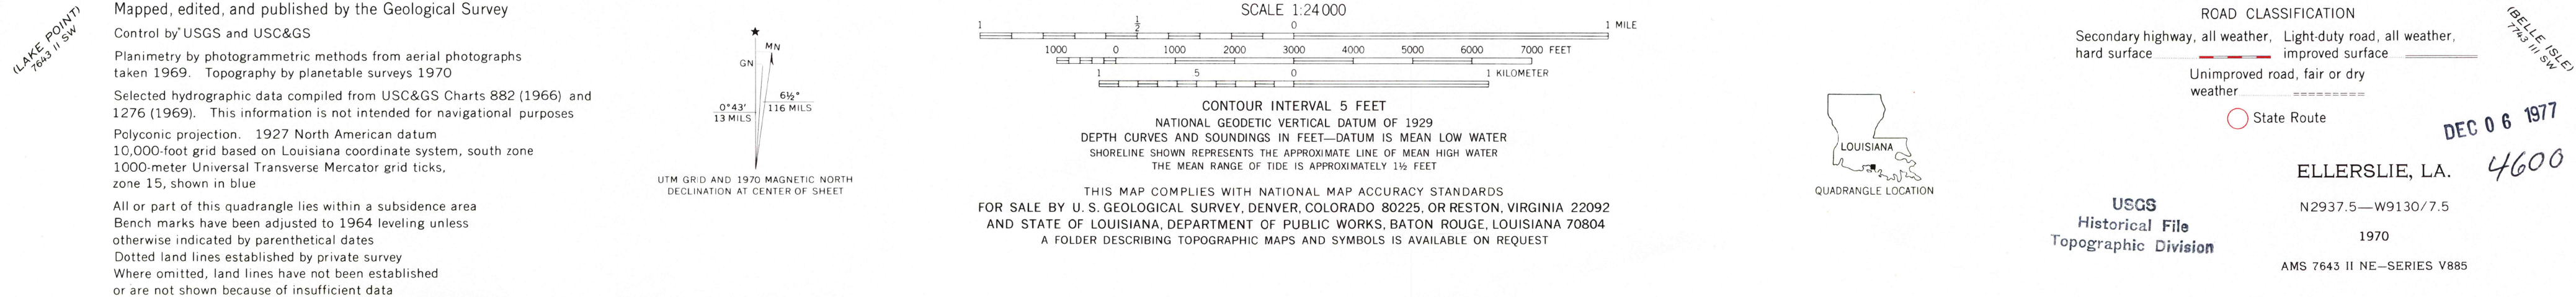 (LAKE POINT)
7643 II SW
Mapped, edited, and published by the Geological Survey
Control by USGS and USC&GS
Planimetry by photogrammetric methods from aerial photographs
taken 1969. Topography by planetable surveys 1970
Selected hydrographic data compiled from USC&GS Charts 882 (1966) and
1276 (1969). This information is not intended for navigational purposes
Polyconic projection. 1927 North American datum
10,000-foot grid based on Louisiana coordinate system, south zone
1000-meter Universal Transverse Mercator grid ticks,
zone 15, shown in blue
All or part of this quadrangle lies within a subsidence area
Bench marks have been adjusted to 1964 leveling unless
otherwise indicated by parenthetical dates
Dotted land lines established by private survey
Where omitted, land lines have not been established
or are not shown because of insufficient data
MN
GN
0°43′
13 MILS
6½°
116 MILS
UTM GRID AND 1970 MAGNETIC NORTH
DECLINATION AT CENTER OF SHEET
SCALE 1:24 000
1 ½ 0 1 MILE
1000 0 1000 2000 3000 4000 5000 6000 7000 FEET
1 5 0 1 KILOMETER
CONTOUR INTERVAL 5 FEET
NATIONAL GEODETIC VERTICAL DATUM OF 1929
DEPTH CURVES AND SOUNDINGS IN FEET—DATUM IS MEAN LOW WATER
SHORELINE SHOWN REPRESENTS THE APPROXIMATE LINE OF MEAN HIGH WATER
THE MEAN RANGE OF TIDE IS APPROXIMATELY 1½ FEET
THIS MAP COMPLIES WITH NATIONAL MAP ACCURACY STANDARDS
FOR SALE BY U. S. GEOLOGICAL SURVEY, DENVER, COLORADO 80225, OR RESTON, VIRGINIA 22092
AND STATE OF LOUISIANA, DEPARTMENT OF PUBLIC WORKS, BATON ROUGE, LOUISIANA 70804
A FOLDER DESCRIBING TOPOGRAPHIC MAPS AND SYMBOLS IS AVAILABLE ON REQUEST
LOUISIANA
QUADRANGLE LOCATION
ROAD CLASSIFICATION
Secondary highway, all weather,
hard surface
Light-duty road, all weather,
improved surface
Unimproved road, fair or dry
weather
State Route
(BELLE ISLE)
7743 III SW
DEC 06 1977
ELLERSLIE, LA.
4600
N2937.5—W9130/7.5
1970
AMS 7643 II NE—SERIES V885
USGS
Historical File
Topographic Division